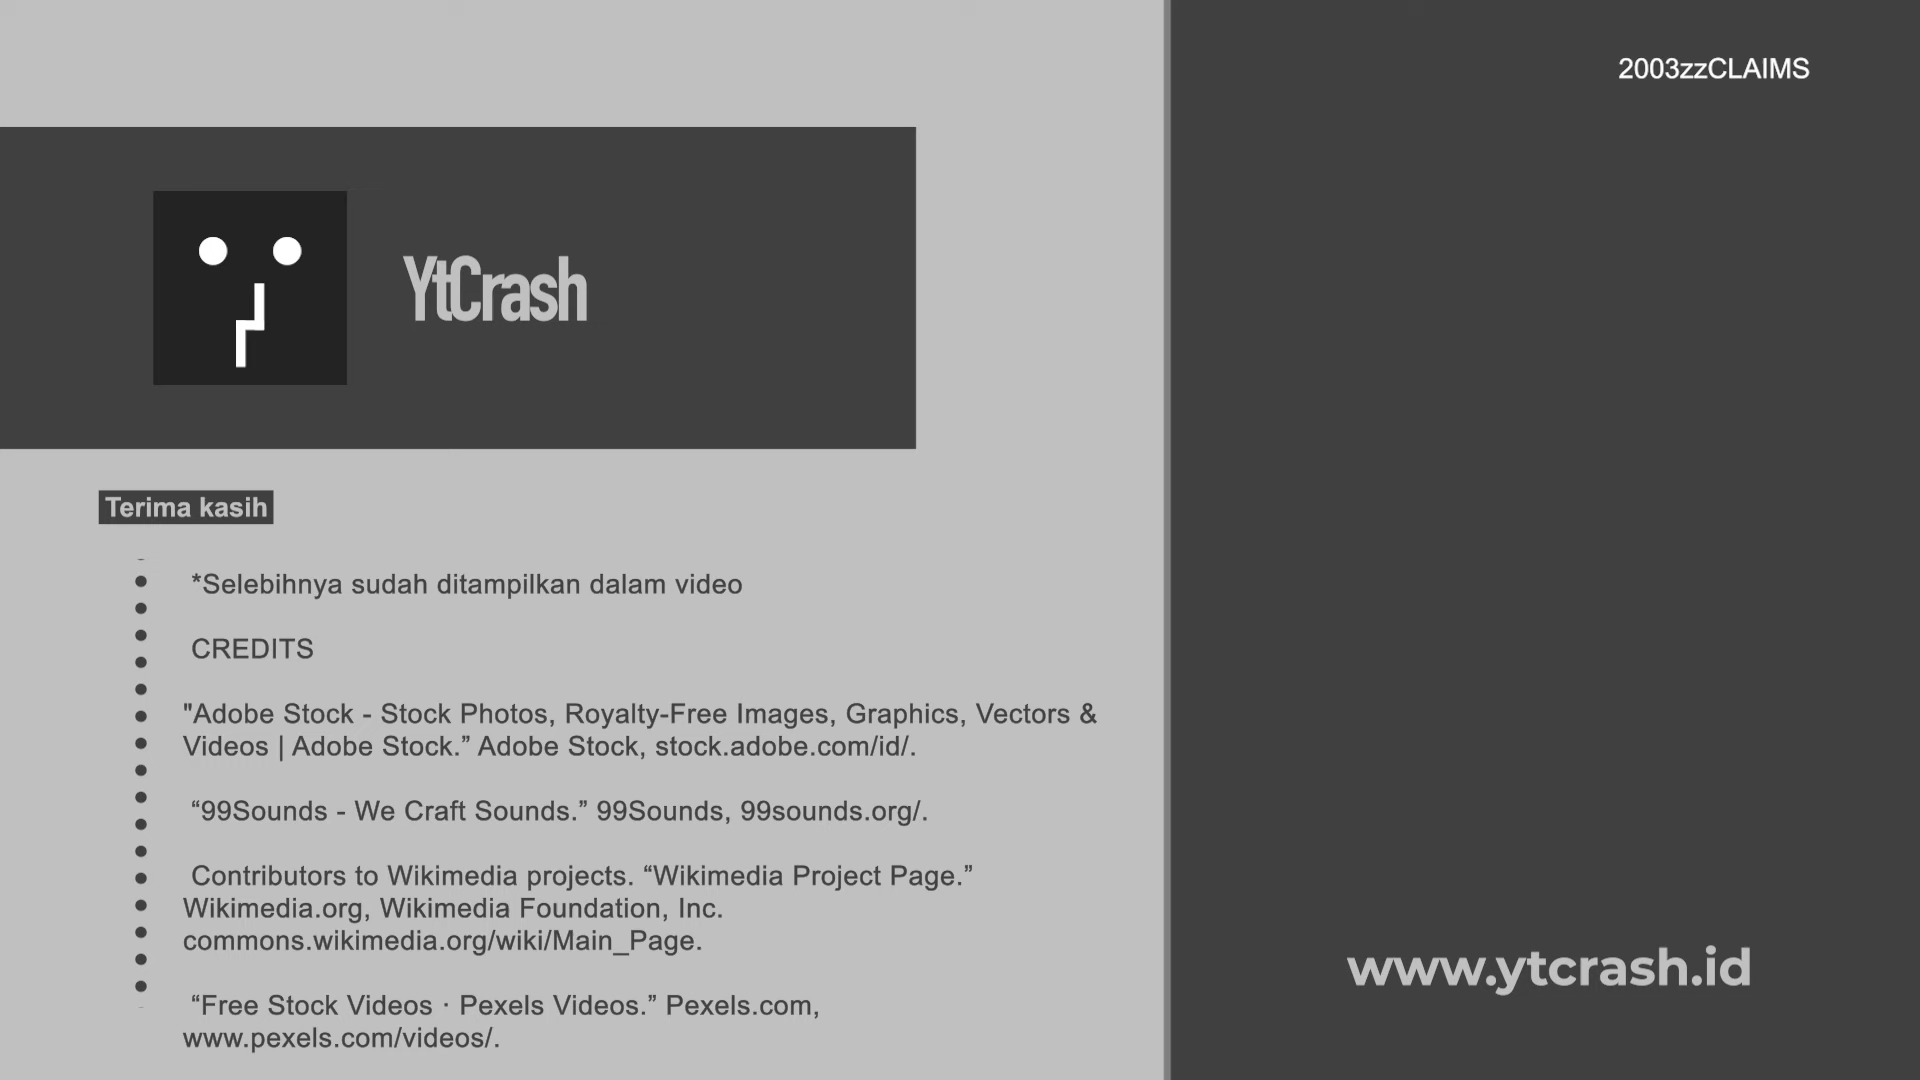 2003zzCLAIMS
YtCrash
Terima kasih
*Selebihnya sudah ditampilkan dalam video
CREDITS
"Adobe Stock - Stock Photos, Royalty-Free Images, Graphics, Vectors &
Videos | Adobe Stock.” Adobe Stock, stock.adobe.com/id/.
“99Sounds - We Craft Sounds.” 99Sounds, 99sounds.org/.
Contributors to Wikimedia projects. “Wikimedia Project Page.”
Wikimedia.org, Wikimedia Foundation, Inc.
commons.wikimedia.org/wiki/Main_Page.
“Free Stock Videos · Pexels Videos.” Pexels.com,
www.pexels.com/videos/.
www.ytcrash.id